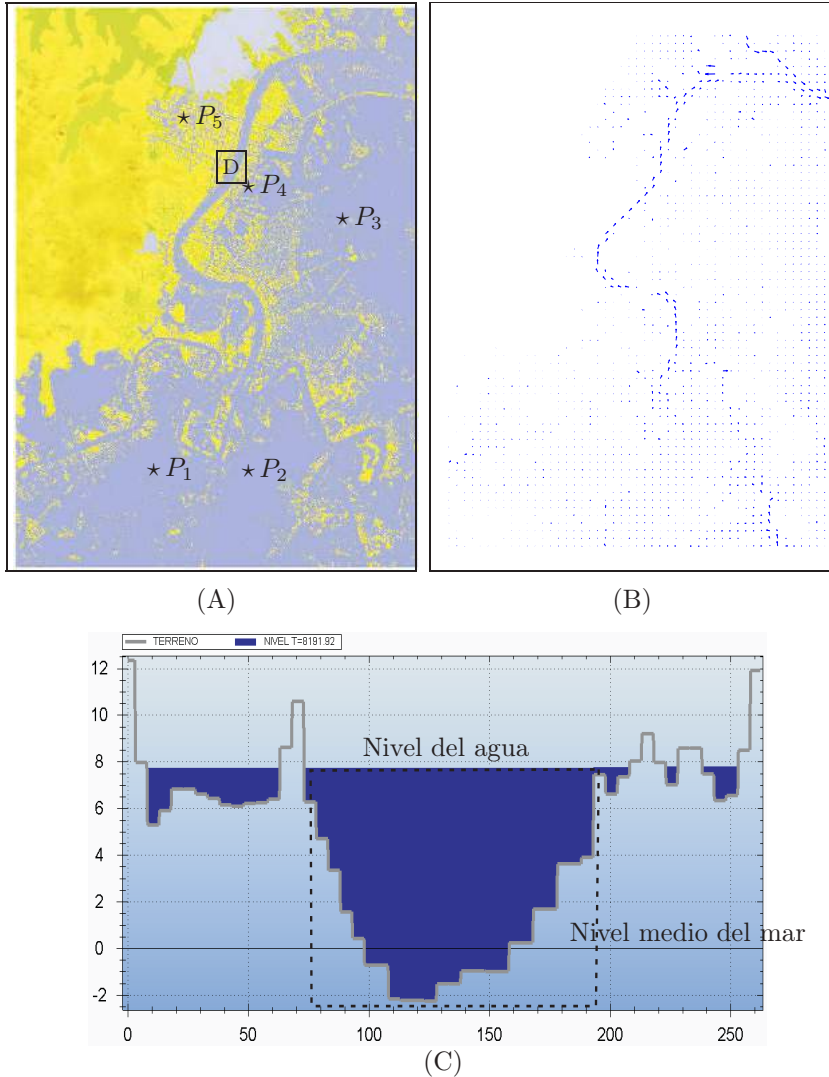 P5
D
P4
P3
P1
P2
(A)
(B)
TERRENO
NIVEL T=8191.92
12
10
8
6
4
2
0
-2
Nivel del agua
Nivel medio del mar
0
50
100
150
200
250
(C)